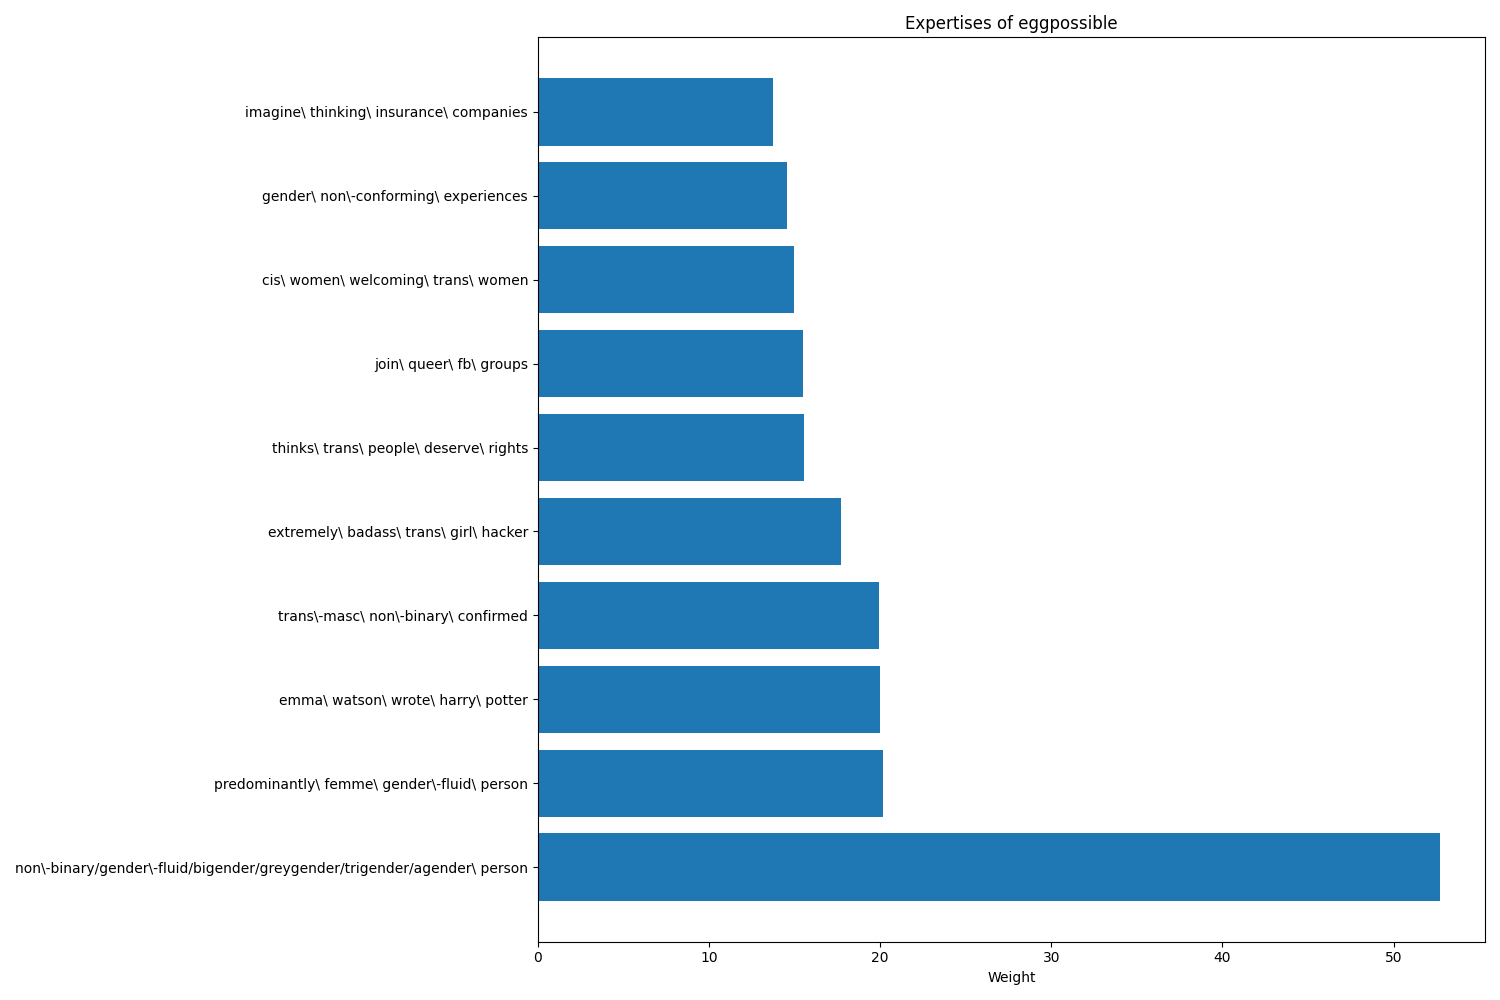 Expertises of eggpossible
imagine\ thinking\ insurance\ companies
gender\ non\-conforming\ experiences
cis\ women\ welcoming\ trans\ women
join\ queer\ fb\ groups
thinks\ trans\ people\ deserve\ rights
extremely\ badass\ trans\ girl\ hacker
trans\-masc\ non\-binary\ confirmed
emma\ watson\ wrote\ harry\ potter
predominantly\ femme\ gender\-fluid\ person
non\-binary/gender\-fluid/bigender/greygender/trigender/agender\ person
0 10 20 30 40 50
Weight